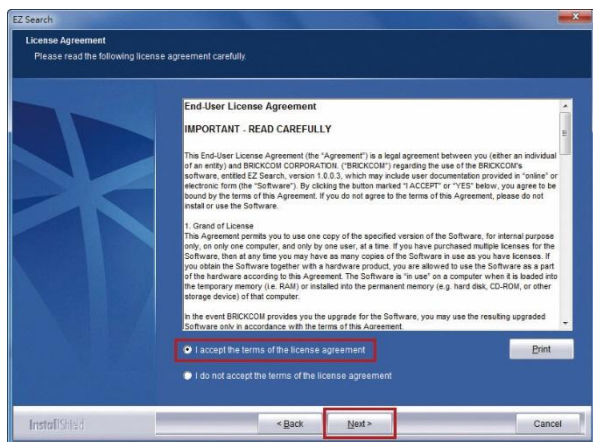 EZ Search
License Agreement
Please read the following license agreement carefully.
End-User License Agreement
IMPORTANT - READ CAREFULLY
This End-User License Agreement (the "Agreement") is a legal agreement between you (either an individual
of an entity) and BRICKCOM CORPORATION. ("BRICKCOM") regarding the use of the BRICKCOM's
software, entitled EZ Search, version 1.0.0.3, which may include user documentation provided in "online" or
electronic form (the "Software"). By clicking the button marked "I ACCEPT" or "YES" below, you agree to be
bound by the terms of this Agreement. If you do not agree to the terms of this Agreement, please do not
install or use the Software.
1. Grand of License
This Agreement permits you to use one copy of the specified version of the Software, for internal purpose
only, on only one computer, and only by one user, at a time. If you have purchased multiple licenses for the
Software, then at any time you may have as many copies of the Software in use as you have licenses. If
you obtain the Software together with a hardware product, you are allowed to use the Software as a part
of the hardware according to this Agreement. The Software is "in use" on a computer when it is loaded into
the temporary memory (i.e. RAM) or installed into the permanent memory (e.g. hard disk, CD-ROM, or other
storage device) of that computer.
In the event BRICKCOM provides you the upgrade for the Software, you may use the resulting upgraded
Software only in accordance with the terms of this Agreement.
I accept the terms of the license agreement
Print
I do not accept the terms of the license agreement
InstallShield
< Back
Next >
Cancel